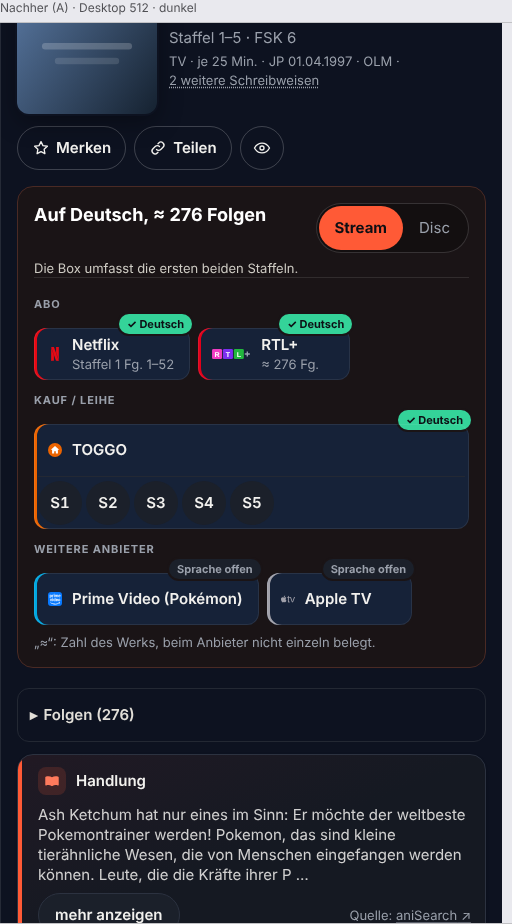 Nachher (A) · Desktop 512 · dunkel
Staffel 1–5 · FSK 6
TV · je 25 Min. · JP 01.04.1997 · OLM ·
2 weitere Schreibweisen
Merken
Teilen
Auf Deutsch, ≈ 276 Folgen
Stream
Disc
Die Box umfasst die ersten beiden Staffeln.
ABO
✓ Deutsch
✓ Deutsch
Netflix
Staffel 1 Fg. 1–52
RTL+
RTL+
≈ 276 Fg.
KAUF / LEIHE
✓ Deutsch
TOGGO
S1 S2 S3 S4 S5
WEITERE ANBIETER
Sprache offen
Sprache offen
prime video
Prime Video (Pokémon)
tv
Apple TV
„≈“: Zahl des Werks, beim Anbieter nicht einzeln belegt.
▸ Folgen (276)
Handlung
Ash Ketchum hat nur eines im Sinn: Er möchte der weltbeste
Pokemontrainer werden! Pokemon, das sind kleine
tierähnliche Wesen, die von Menschen eingefangen werden
können. Leute, die die Kräfte ihrer P ...
mehr anzeigen
Quelle: aniSearch ↗